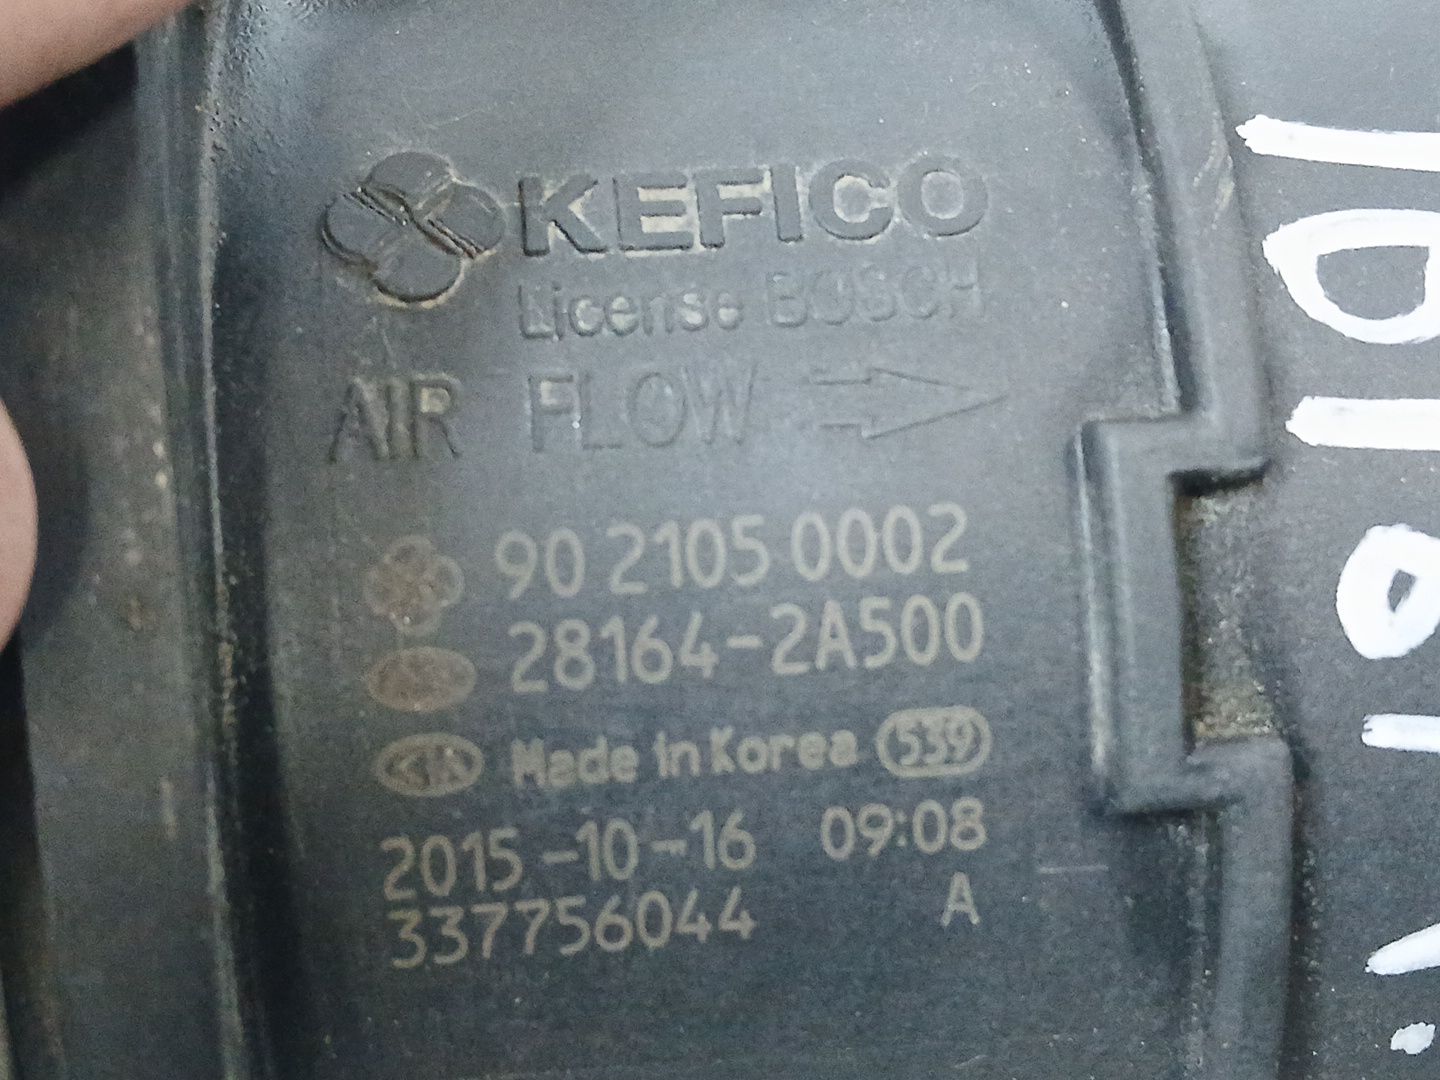 KEFICO
License BOSCH
AIR FLOW
90 2105 0002
28164-2A500
KIA Made in Korea 539
2015-10-16 09:08
337756044 A